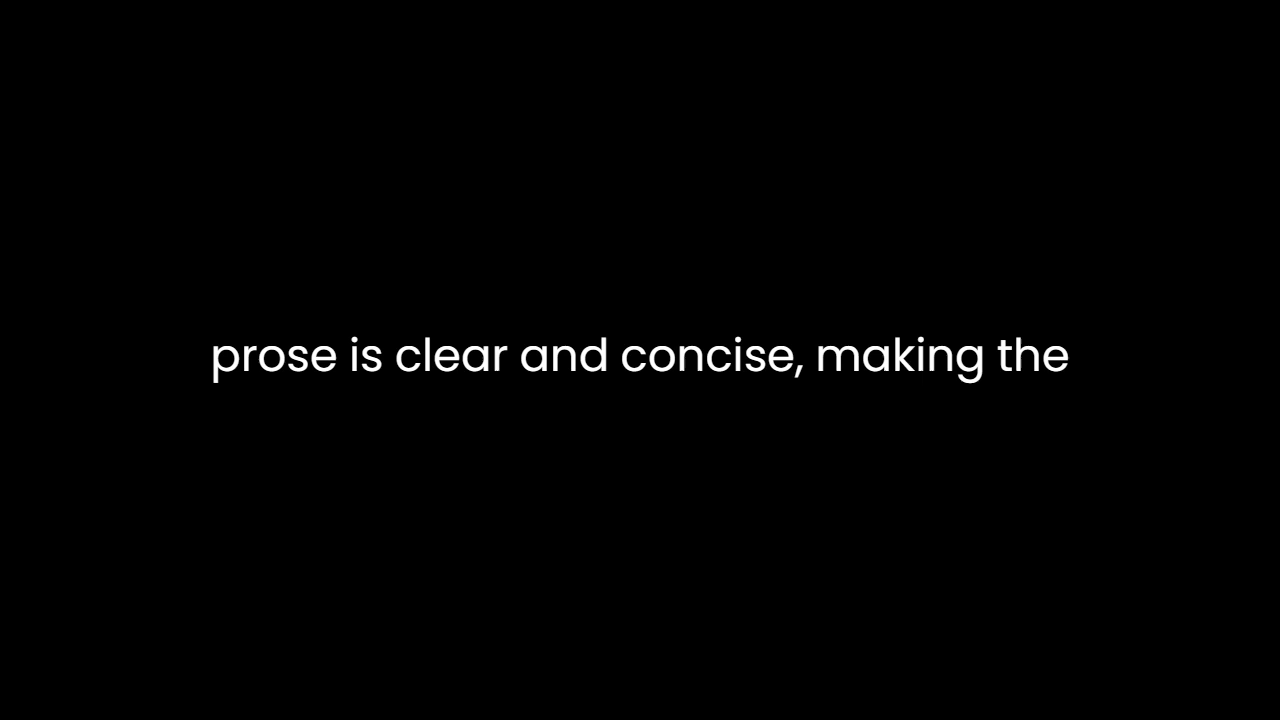 prose is clear and concise, making the